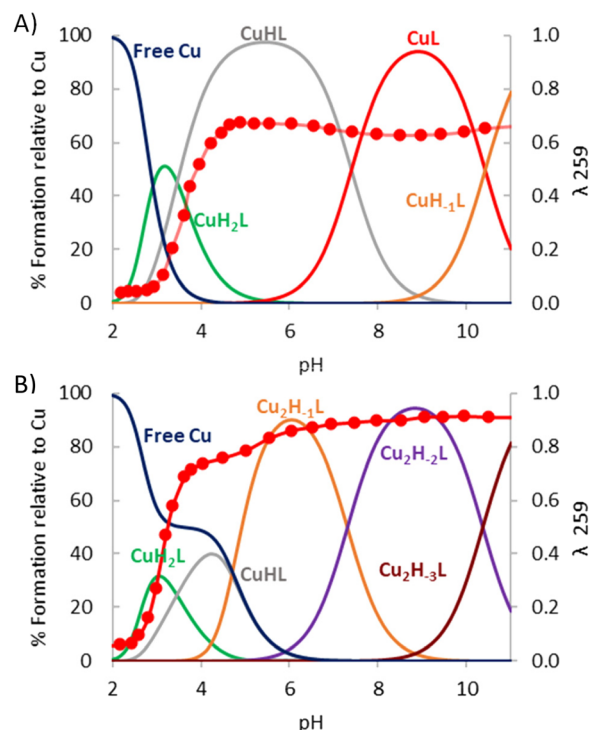 A)
100
80
60
40
20
0
% Formation relative to Cu
Free Cu
CuHL
CuL
CuH₂L
CuH₋₁L
1.0
0.8
0.6
0.4
0.2
0.0
λ 259
2
4
6
8
10
pH
B)
100
80
60
40
20
0
% Formation relative to Cu
Free Cu
Cu₂H₋₁L
Cu₂H₋₂L
CuH₂L
CuHL
Cu₂H₋₃L
1.0
0.8
0.6
0.4
0.2
0.0
λ 259
2
4
6
8
10
pH